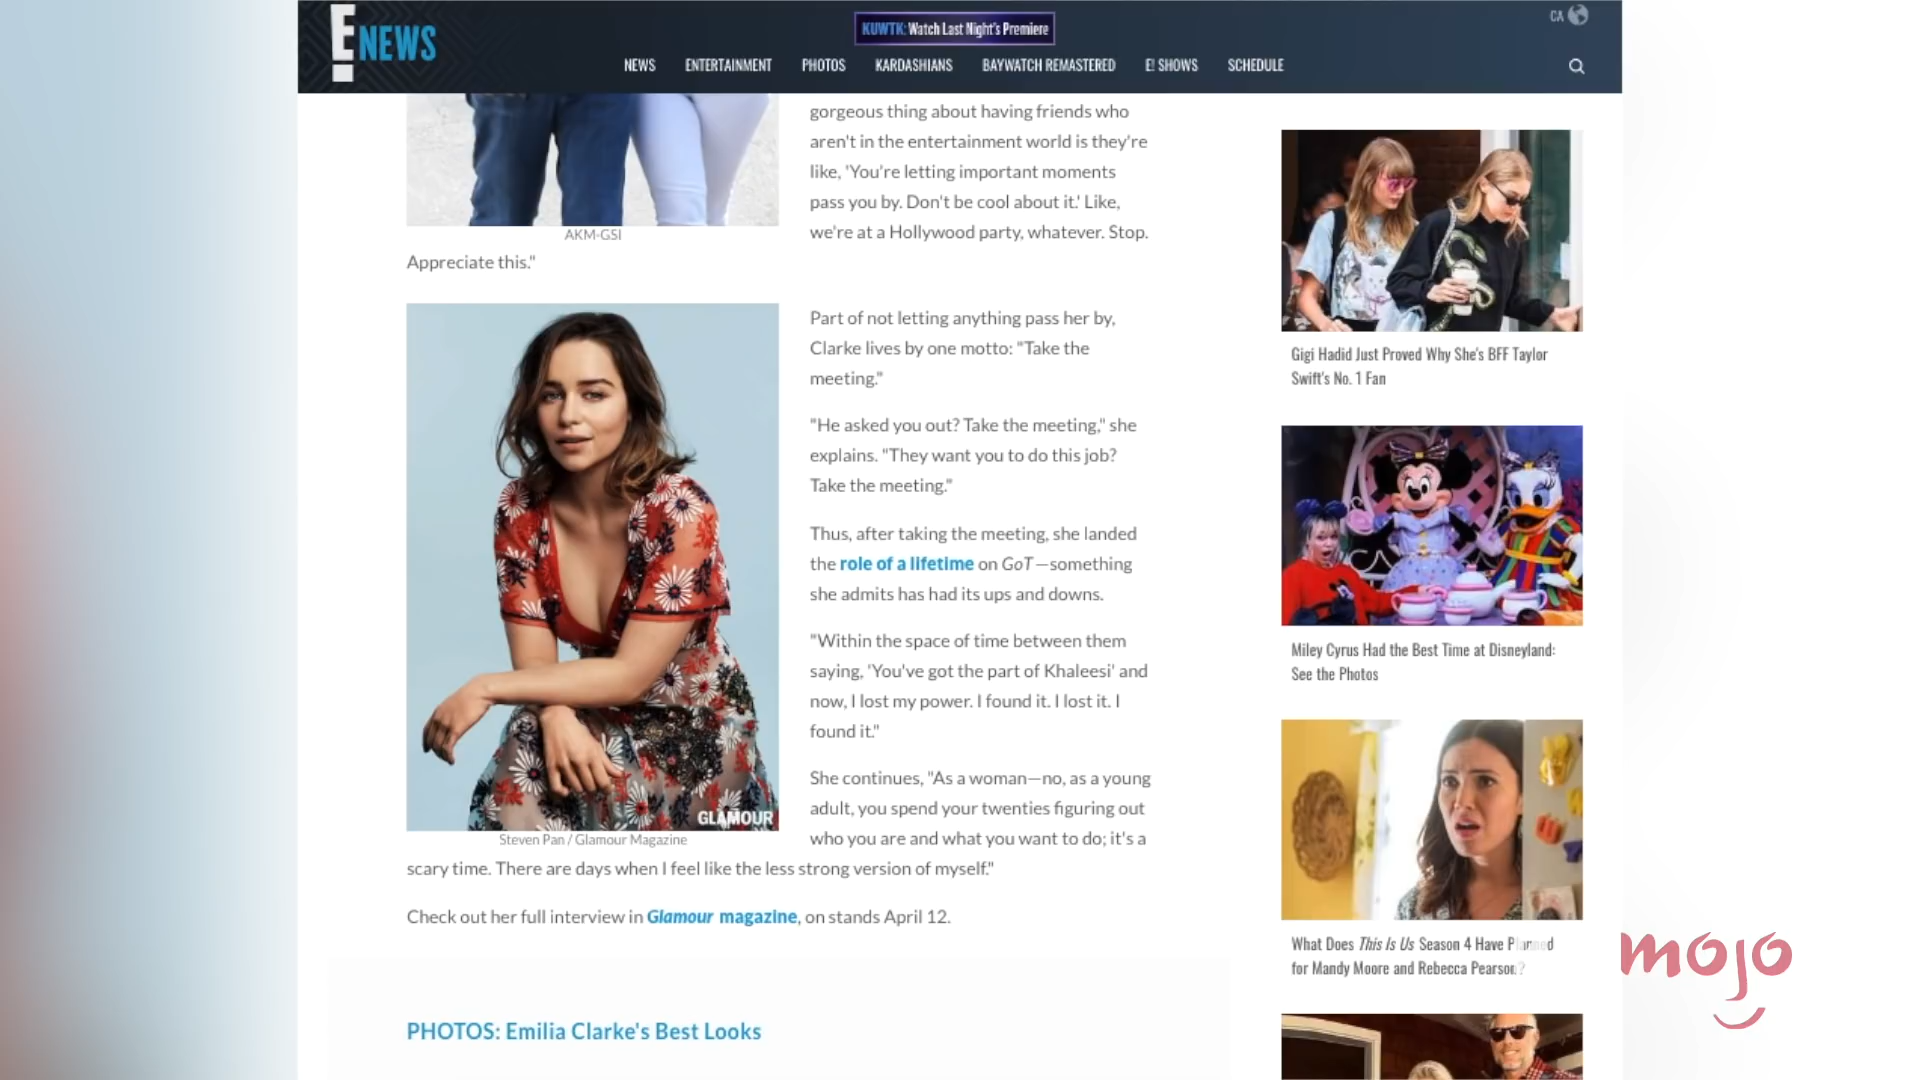 E! NEWS
KUWTK: Watch Last Night's Premiere
CA
NEWS ENTERTAINMENT PHOTOS KARDASHIANS BAYWATCH REMASTERED E! SHOWS SCHEDULE
gorgeous thing about having friends who
aren't in the entertainment world is they're
like, 'You're letting important moments
pass you by. Don't be cool about it.' Like,
we're at a Hollywood party, whatever. Stop.
AKM-GSI
Appreciate this."
Part of not letting anything pass her by,
Clarke lives by one motto: "Take the
meeting."
"He asked you out? Take the meeting," she
explains. "They want you to do this job?
Take the meeting."
Thus, after taking the meeting, she landed
the role of a lifetime on GoT—something
she admits has had its ups and downs.
"Within the space of time between them
saying, 'You've got the part of Khaleesi' and
now, I lost my power. I found it. I lost it. I
found it."
She continues, "As a woman—no, as a young
adult, you spend your twenties figuring out
who you are and what you want to do; it's a
GLAMOUR
Steven Pan / Glamour Magazine
scary time. There are days when I feel like the less strong version of myself."
Check out her full interview in Glamour magazine, on stands April 12.
PHOTOS: Emilia Clarke's Best Looks
Gigi Hadid Just Proved Why She's BFF Taylor
Swift's No. 1 Fan
Miley Cyrus Had the Best Time at Disneyland:
See the Photos
What Does This Is Us Season 4 Have Planned
for Mandy Moore and Rebecca Pearson?
mojo